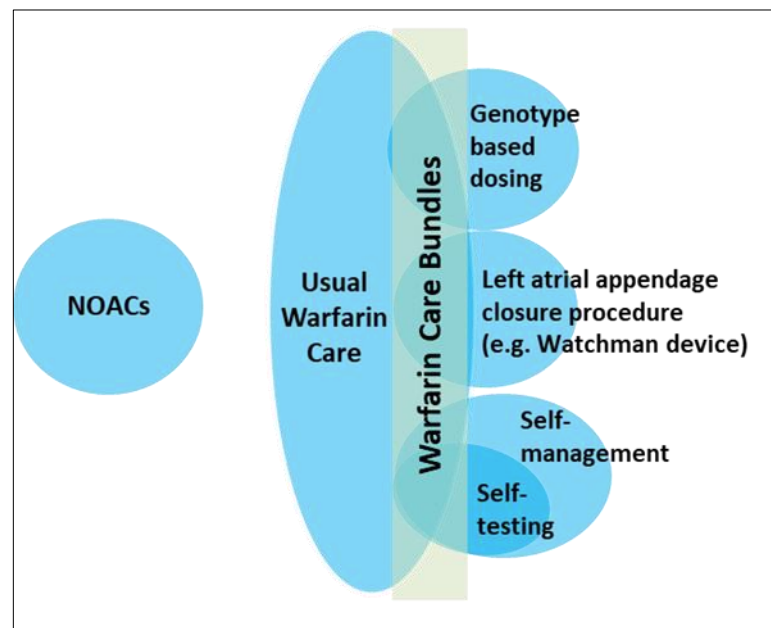 NOACs
Usual
Warfarin
Care
Warfarin Care Bundles
Genotype
based
dosing
Left atrial appendage
closure procedure
(e.g. Watchman device)
Self-
management
Self-
testing